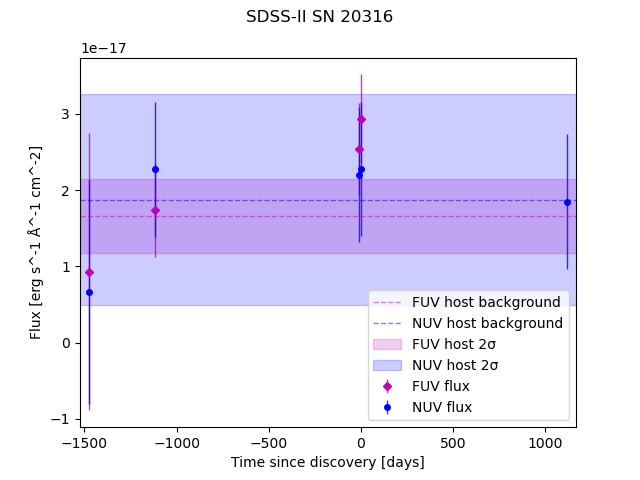 SDSS-II SN 20316
1e−17
3
2
1
0
−1
Flux [erg s^-1 Å^-1 cm^-2]
FUV host background
NUV host background
FUV host 2σ
NUV host 2σ
FUV flux
NUV flux
−1500 −1000 −500 0 500 1000
Time since discovery [days]